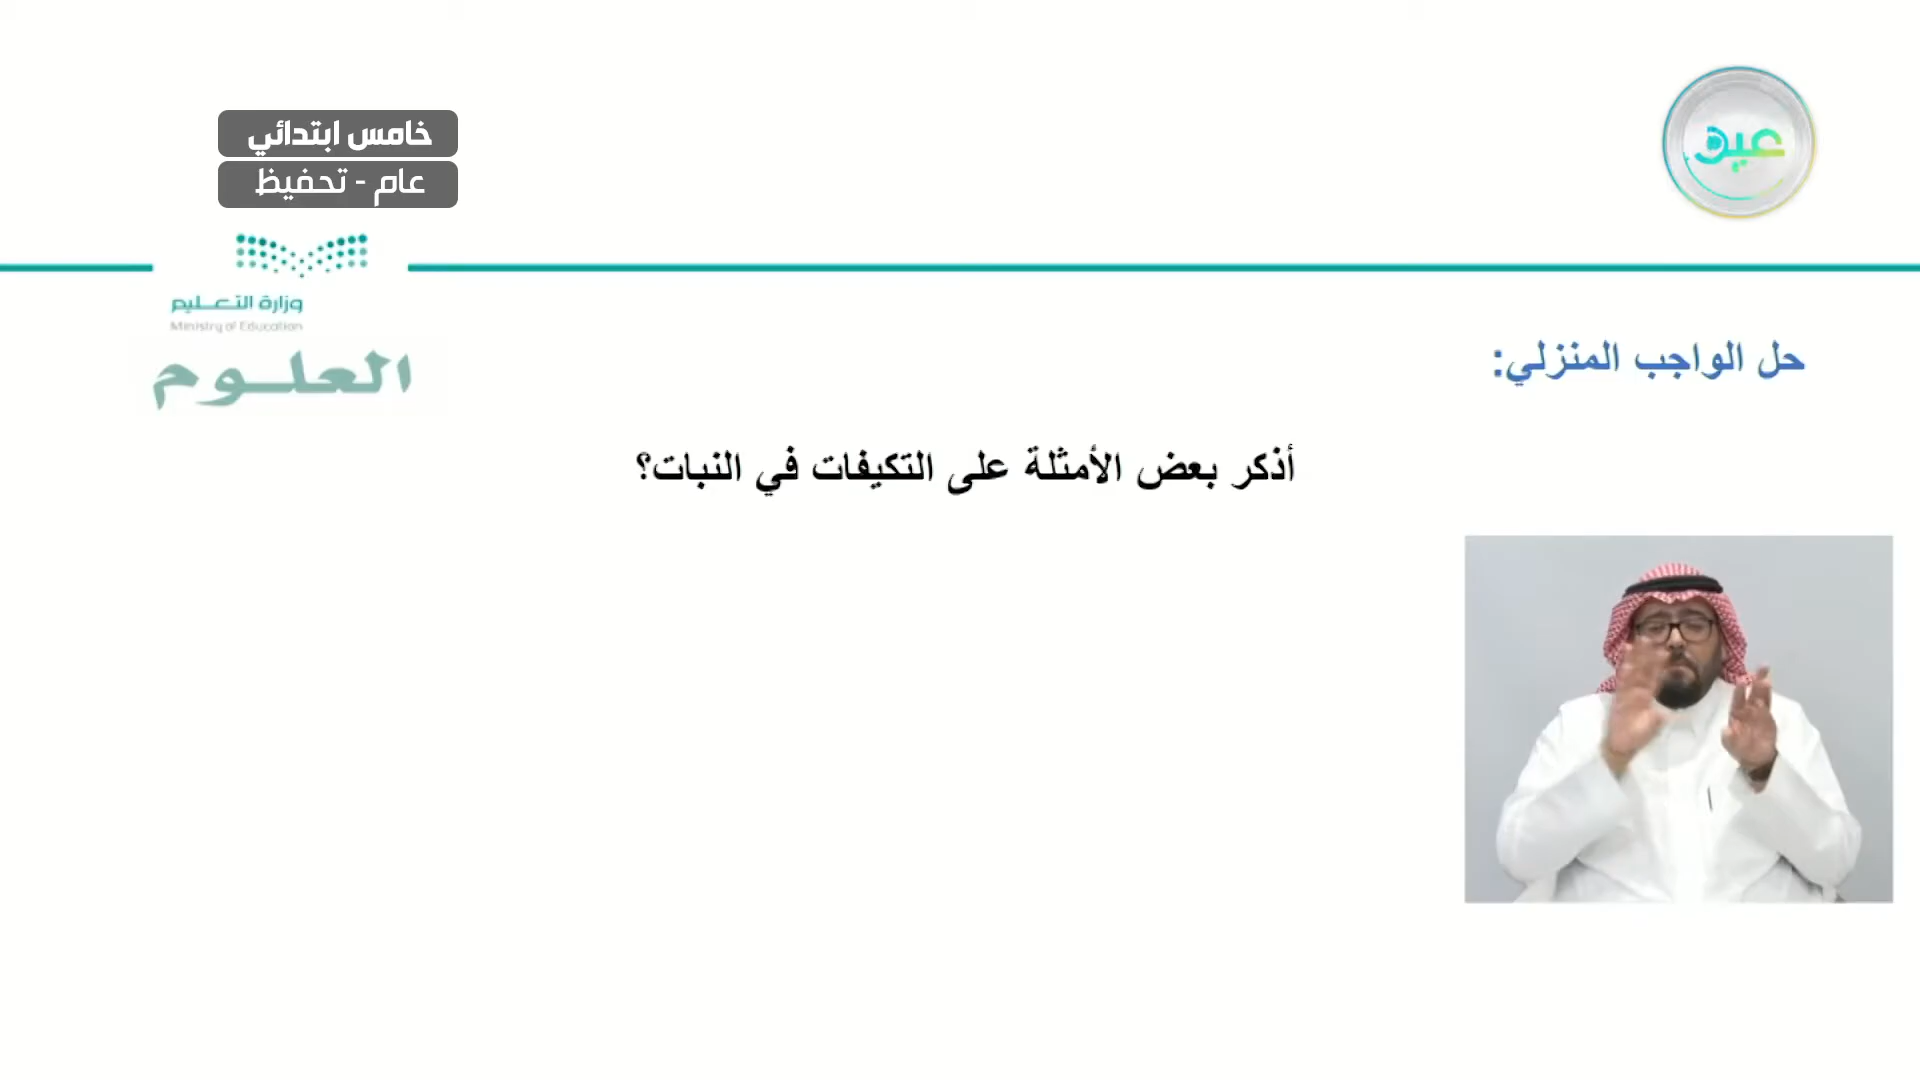 خامس ابتدائي
عام - تحفيظ
عين
وزارة التعليم
Ministry of Education
العلوم
حل الواجب المنزلي:
أذكر بعض الأمثلة على التكيفات في النبات؟